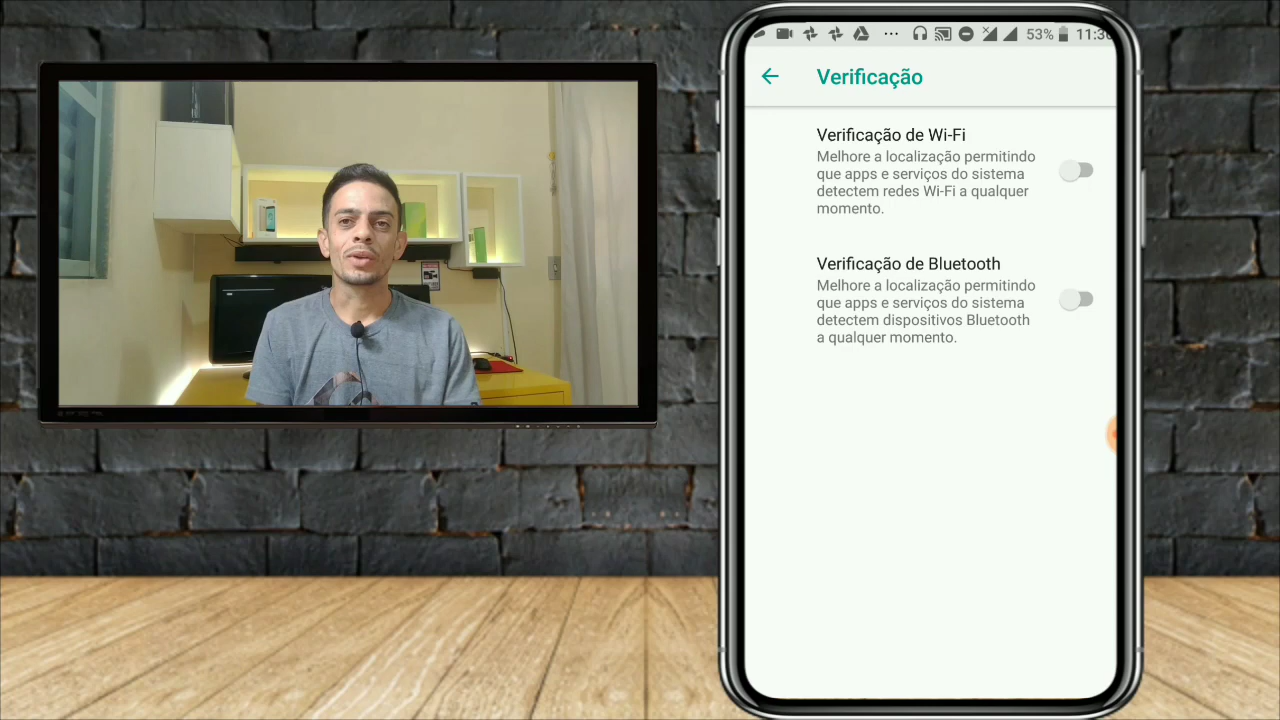 53%
Verificação
Verificação de Wi-Fi
Melhore a localização permitindo
que apps e serviços do sistema
detectem redes Wi-Fi a qualquer
momento.
Verificação de Bluetooth
Melhore a localização permitindo
que apps e serviços do sistema
detectem dispositivos Bluetooth
a qualquer momento.